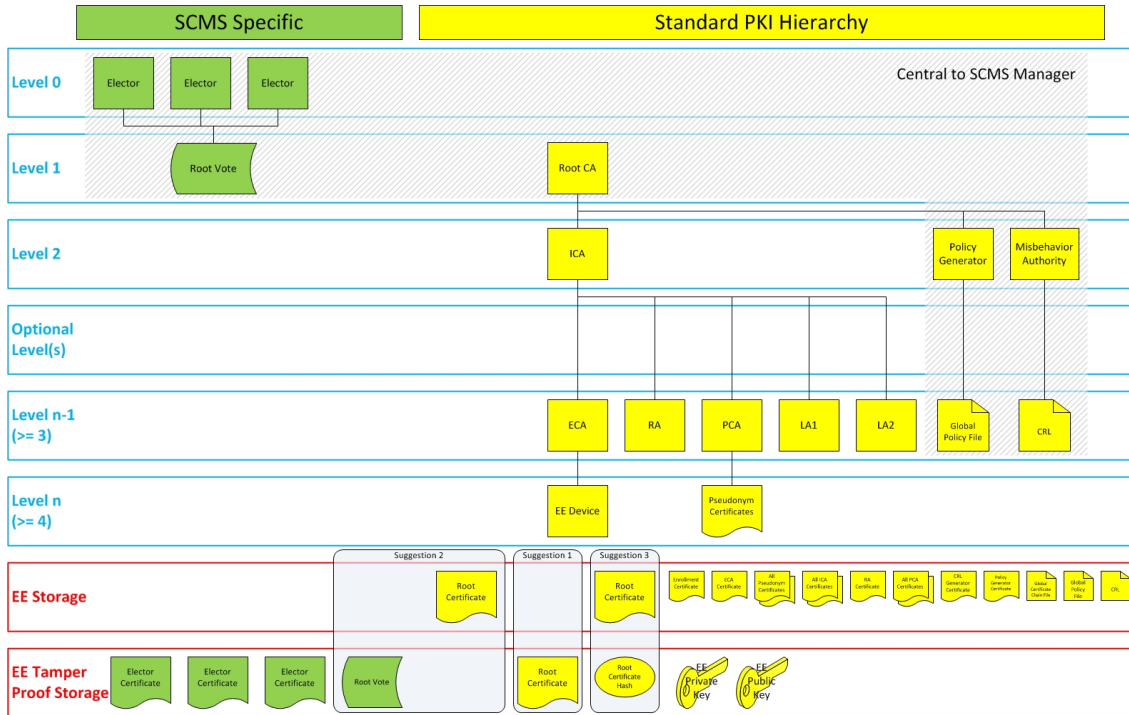 SCMS Specific
Standard PKI Hierarchy
Level 0
Elector
Elector
Elector
Central to SCMS Manager
Level 1
Root Vote
Root CA
Level 2
ICA
Policy
Generator
Misbehavior
Authority
Optional
Level(s)
Level n-1
(>= 3)
ECA
RA
PCA
LA1
LA2
Global
Policy File
CRL
Level n
(>= 4)
EE Device
Pseudonym
Certificates
Suggestion 2
Suggestion 1
Suggestion 3
EE Storage
Root
Certificate
Root
Certificate
Enrollment
Certificate
ECA
Certificate
All
Pseudonym
Certificates
All ICA
Certificates
RA
Certificate
All PCA
Certificates
CRL
Generator
Certificate
Policy
Generator
Certificate
Global
Certificate
Chain File
Global
Policy
File
CRL
EE Tamper
Proof Storage
Elector
Certificate
Elector
Certificate
Elector
Certificate
Root Vote
Root
Certificate
Root
Certificate
Hash
EE
Private
Key
EE
Public
Key